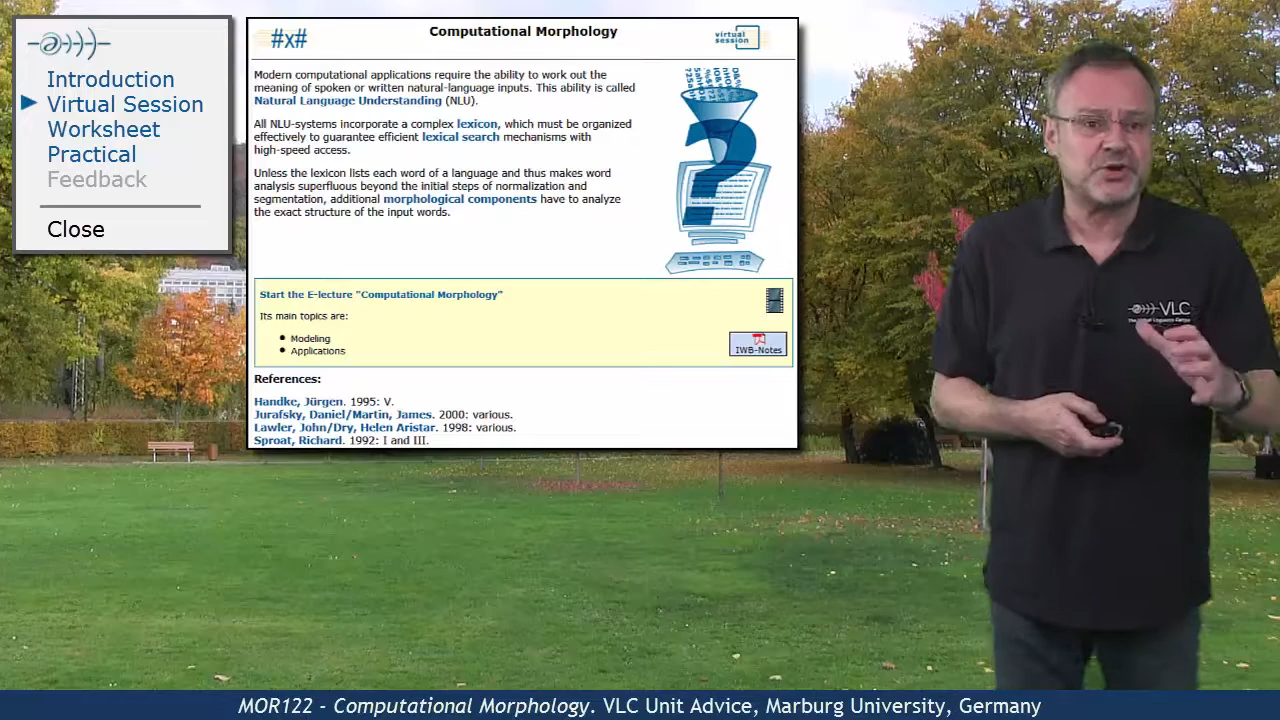 Introduction
Virtual Session
Worksheet
Practical
Feedback
Close
#x#
Computational Morphology
virtual
session
Modern computational applications require the ability to work out the
meaning of spoken or written natural-language inputs. This ability is called
Natural Language Understanding (NLU).
All NLU-systems incorporate a complex lexicon, which must be organized
effectively to guarantee efficient lexical search mechanisms with
high-speed access.
Unless the lexicon lists each word of a language and thus makes word
analysis superfluous beyond the initial steps of normalization and
segmentation, additional morphological components have to analyze
the exact structure of the input words.
?
Start the E-lecture "Computational Morphology"
Its main topics are:
● Modeling
● Applications
IWB-Notes
References:
Handke, Jürgen. 1995: V.
Jurafsky, Daniel/Martin, James. 2000: various.
Lawler, John/Dry, Helen Aristar. 1998: various.
Sproat, Richard. 1992: I and III.
VLC
MOR122 - Computational Morphology. VLC Unit Advice, Marburg University, Germany